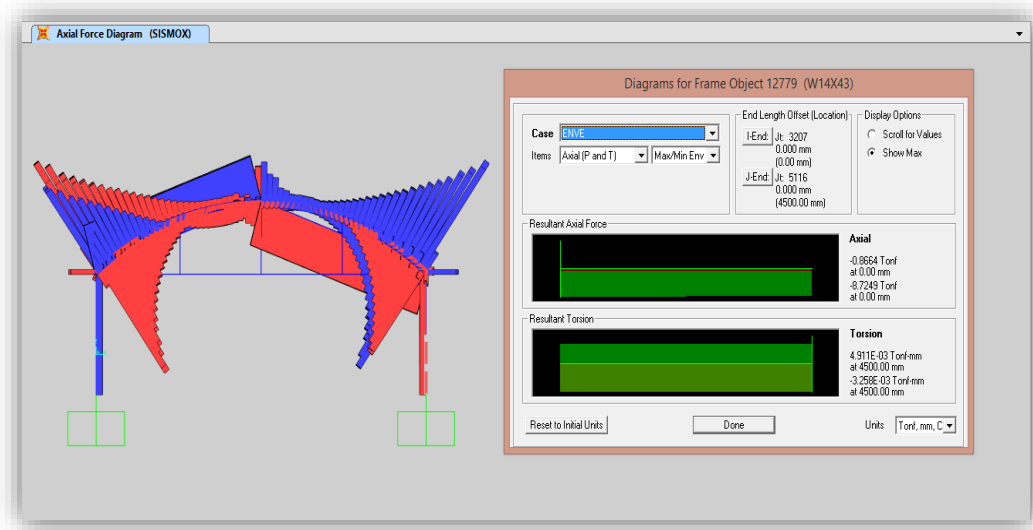 Axial Force Diagram (SISMOX)
Diagrams for Frame Object 12779 (W14X43)
Case ENVE
Items Axial (P and T) Max/Min Env
End Length Offset (Location)
I-End: Jt: 3207
0.000 mm
(0.00 mm)
J-End: Jt: 5116
0.000 mm
(4500.00 mm)
Display Options
Scroll for Values
Show Max
Resultant Axial Force
Axial
-0.8664 Tonf
at 0.00 mm
-8.7249 Tonf
at 0.00 mm
Resultant Torsion
Torsion
4.911E-03 Tonf-mm
at 4500.00 mm
-3.258E-03 Tonf-mm
at 4500.00 mm
Reset to Initial Units
Done
Units Tonf, mm, C